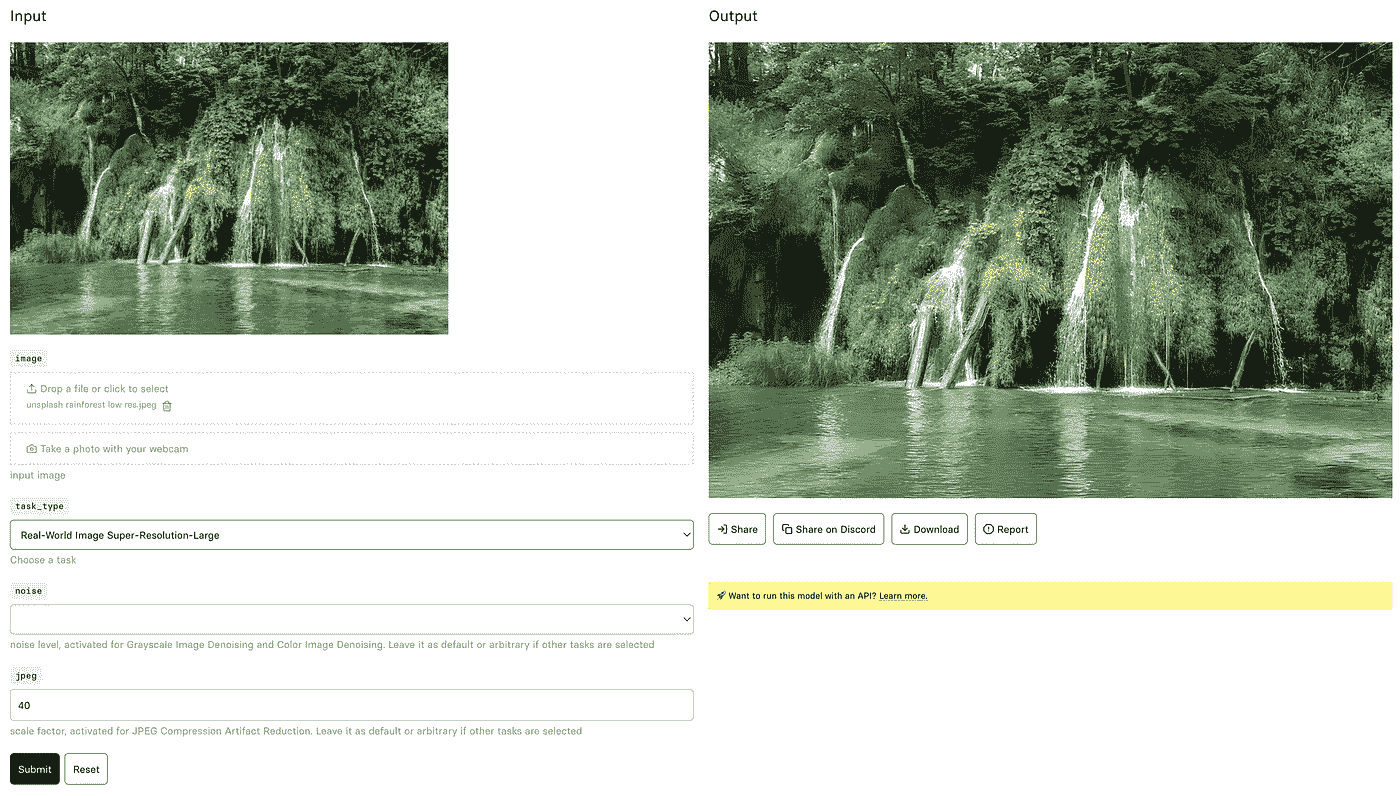 Input
image
Drop a file or click to select
unsplash rainforest low res.jpeg
Take a photo with your webcam
input image
task_type
Real-World Image Super-Resolution-Large
Choose a task
noise
noise level, activated for Grayscale Image Denoising and Color Image Denoising. Leave it as default or arbitrary if other tasks are selected
jpeg
40
scale factor, activated for JPEG Compression Artifact Reduction. Leave it as default or arbitrary if other tasks are selected
Submit Reset
Output
Share Share on Discord Download Report
Want to run this model with an API? Learn more.